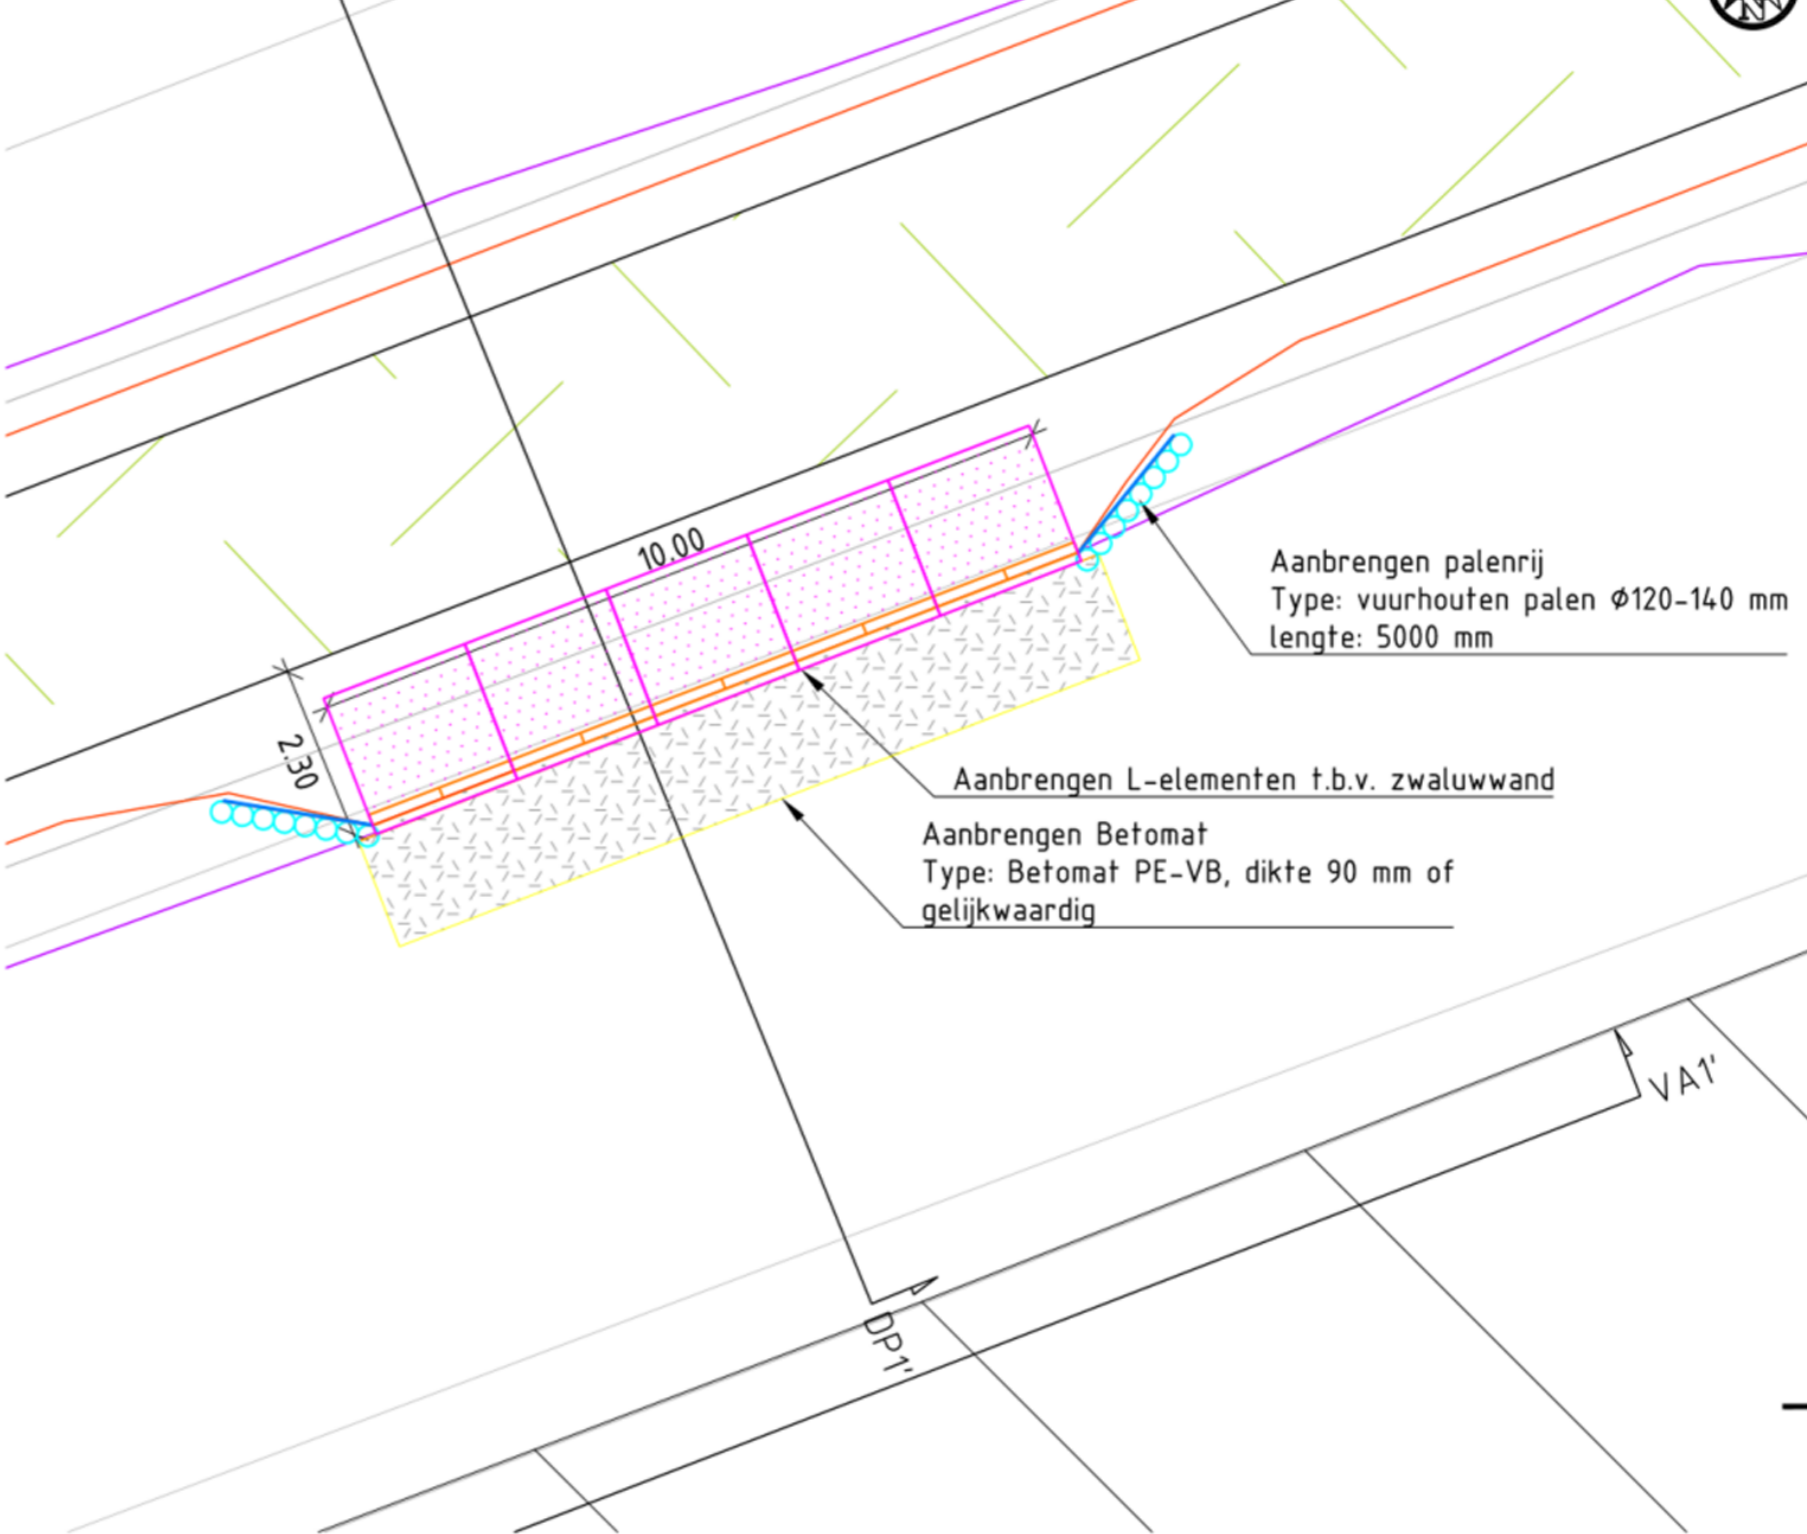 N
10.00
Aanbrengen palenrij
Type: vuurhouten palen Ø120-140 mm
lengte: 5000 mm
2.30
Aanbrengen L-elementen t.b.v. zwaluwwand
Aanbrengen Betomat
Type: Betomat PE-VB, dikte 90 mm of
gelijkwaardig
VA1'
DP1'